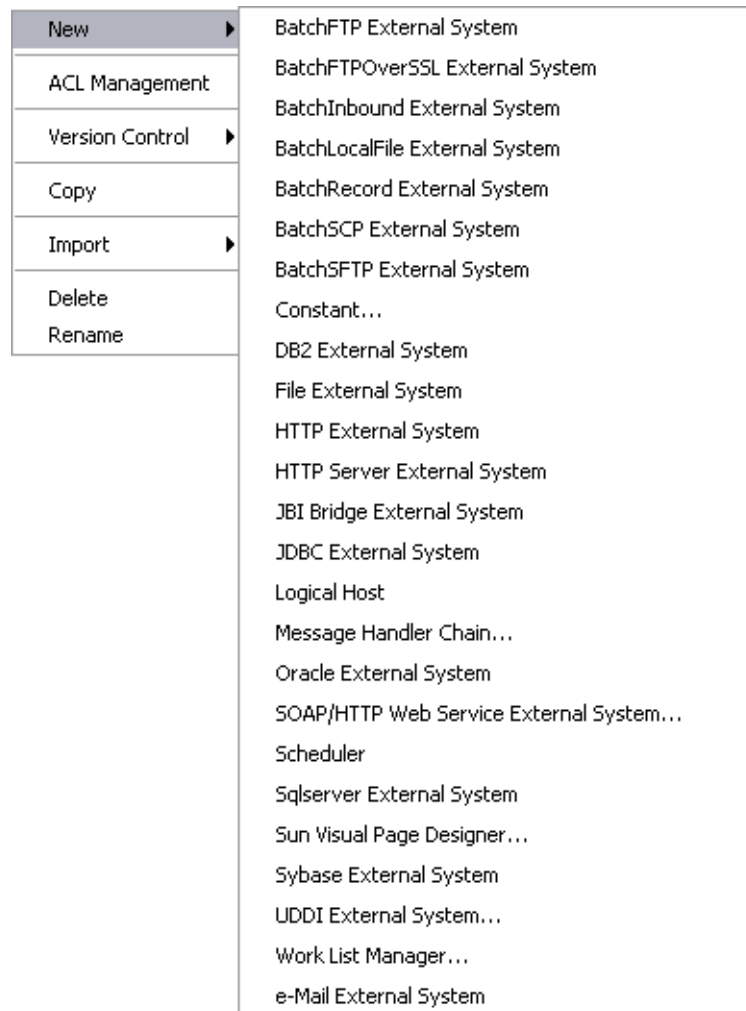 New
ACL Management
Version Control
Copy
Import
Delete
Rename
BatchFTP External System
BatchFTPOverSSL External System
BatchInbound External System
BatchLocalFile External System
BatchRecord External System
BatchSCP External System
BatchSFTP External System
Constant...
DB2 External System
File External System
HTTP External System
HTTP Server External System
JBI Bridge External System
JDBC External System
Logical Host
Message Handler Chain...
Oracle External System
SOAP/HTTP Web Service External System...
Scheduler
Sqlserver External System
Sun Visual Page Designer...
Sybase External System
UDDI External System...
Work List Manager...
e-Mail External System